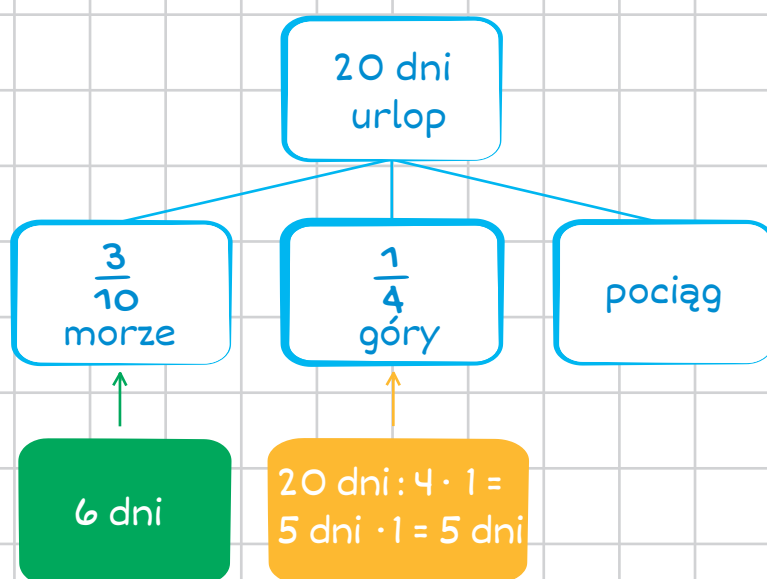 20 dni
urlop
3
10
morze
1
4
góry
pociąg
6 dni
20 dni : 4 · 1 =
5 dni · 1 = 5 dni